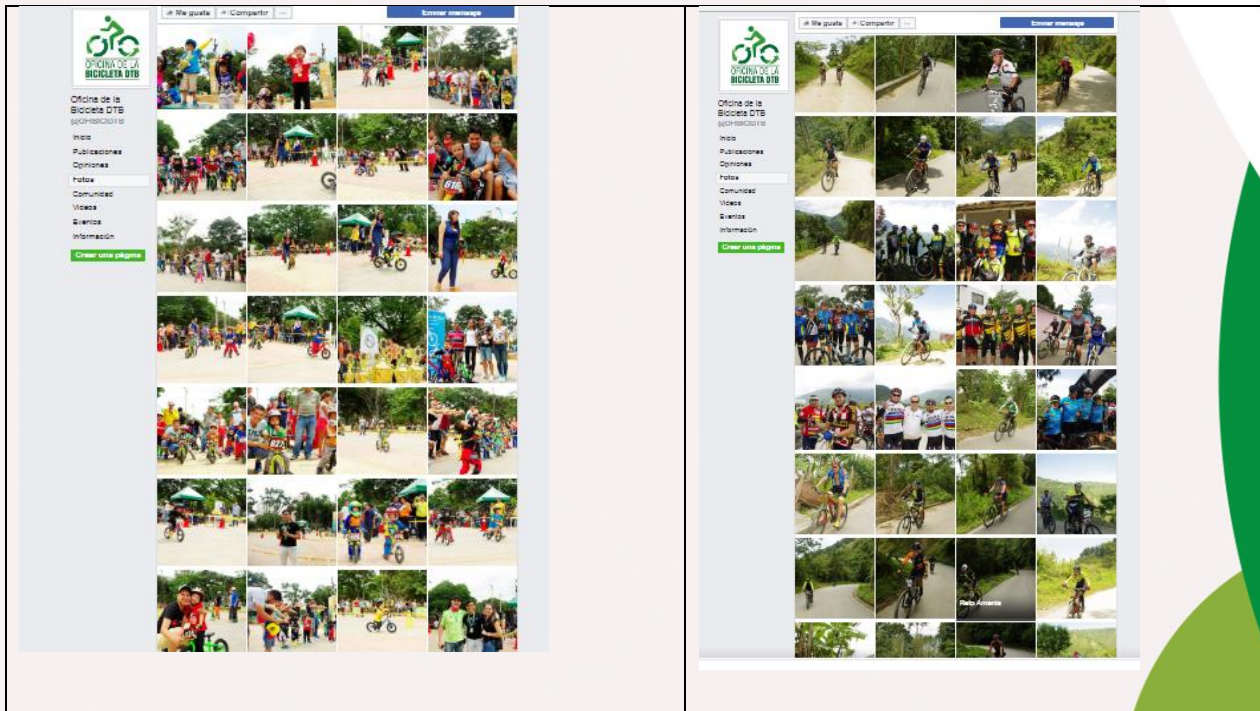 Me gusta Compartir ...
Enviar mensaje
OFICINA DE LA
BICICLETA DTB
Oficina de la
Bicicleta DTB
Inicio
Publicaciones
Opiniones
Fotos
Comunidad
Videos
Eventos
Información
Crear una página
618
Me gusta Compartir ...
Enviar mensaje
OFICINA DE LA
BICICLETA DTB
Oficina de la
Bicicleta DTB
Inicio
Publicaciones
Opiniones
Fotos
Comunidad
Videos
Eventos
Información
Crear una página